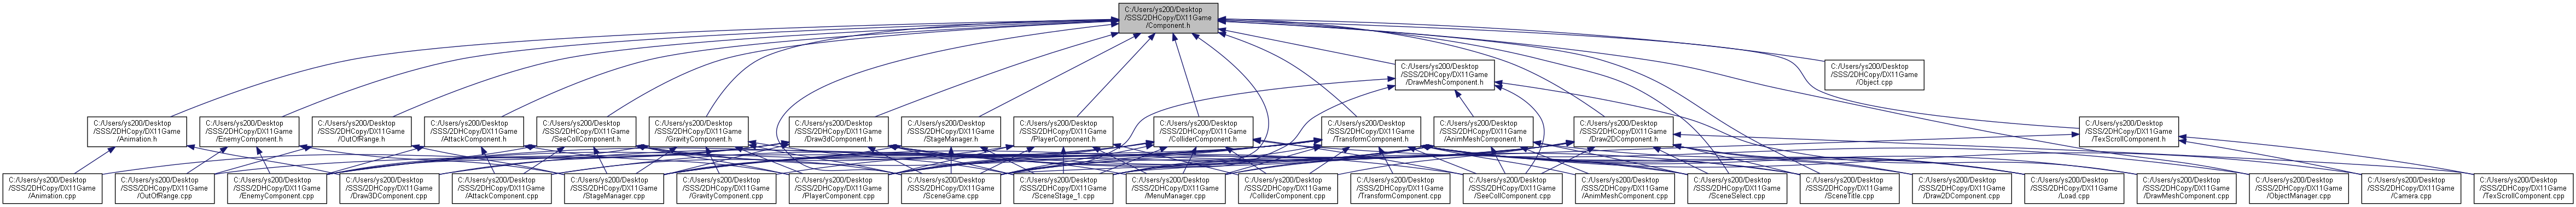 C:/Users/ys200/Desktop
/SSS/2DHCopy/DX11Game
/Component.h
C:/Users/ys200/Desktop
/SSS/2DHCopy/DX11Game
/DrawMeshComponent.h
C:/Users/ys200/Desktop
/SSS/2DHCopy/DX11Game
/Object.cpp
C:/Users/ys200/Desktop
/SSS/2DHCopy/DX11Game
/Animation.h
C:/Users/ys200/Desktop
/SSS/2DHCopy/DX11Game
/EnemyComponent.h
C:/Users/ys200/Desktop
/SSS/2DHCopy/DX11Game
/OutOfRange.h
C:/Users/ys200/Desktop
/SSS/2DHCopy/DX11Game
/AttackComponent.h
C:/Users/ys200/Desktop
/SSS/2DHCopy/DX11Game
/SeeCollComponent.h
C:/Users/ys200/Desktop
/SSS/2DHCopy/DX11Game
/GravityComponent.h
C:/Users/ys200/Desktop
/SSS/2DHCopy/DX11Game
/Draw3dComponent.h
C:/Users/ys200/Desktop
/SSS/2DHCopy/DX11Game
/StageManager.h
C:/Users/ys200/Desktop
/SSS/2DHCopy/DX11Game
/PlayerComponent.h
C:/Users/ys200/Desktop
/SSS/2DHCopy/DX11Game
/ColliderComponent.h
C:/Users/ys200/Desktop
/SSS/2DHCopy/DX11Game
/TransformComponent.h
C:/Users/ys200/Desktop
/SSS/2DHCopy/DX11Game
/AnimMeshComponent.h
C:/Users/ys200/Desktop
/SSS/2DHCopy/DX11Game
/Draw2DComponent.h
C:/Users/ys200/Desktop
/SSS/2DHCopy/DX11Game
/TexScrollComponent.h
C:/Users/ys200/Desktop
/SSS/2DHCopy/DX11Game
/Animation.cpp
C:/Users/ys200/Desktop
/SSS/2DHCopy/DX11Game
/OutOfRange.cpp
C:/Users/ys200/Desktop
/SSS/2DHCopy/DX11Game
/EnemyComponent.cpp
C:/Users/ys200/Desktop
/SSS/2DHCopy/DX11Game
/Draw3DComponent.cpp
C:/Users/ys200/Desktop
/SSS/2DHCopy/DX11Game
/AttackComponent.cpp
C:/Users/ys200/Desktop
/SSS/2DHCopy/DX11Game
/StageManager.cpp
C:/Users/ys200/Desktop
/SSS/2DHCopy/DX11Game
/GravityComponent.cpp
C:/Users/ys200/Desktop
/SSS/2DHCopy/DX11Game
/PlayerComponent.cpp
C:/Users/ys200/Desktop
/SSS/2DHCopy/DX11Game
/SceneGame.cpp
C:/Users/ys200/Desktop
/SSS/2DHCopy/DX11Game
/SceneStage_1.cpp
C:/Users/ys200/Desktop
/SSS/2DHCopy/DX11Game
/MenuManager.cpp
C:/Users/ys200/Desktop
/SSS/2DHCopy/DX11Game
/ColliderComponent.cpp
C:/Users/ys200/Desktop
/SSS/2DHCopy/DX11Game
/TransformComponent.cpp
C:/Users/ys200/Desktop
/SSS/2DHCopy/DX11Game
/SeeCollComponent.cpp
C:/Users/ys200/Desktop
/SSS/2DHCopy/DX11Game
/AnimMeshComponent.cpp
C:/Users/ys200/Desktop
/SSS/2DHCopy/DX11Game
/SceneSelect.cpp
C:/Users/ys200/Desktop
/SSS/2DHCopy/DX11Game
/SceneTitle.cpp
C:/Users/ys200/Desktop
/SSS/2DHCopy/DX11Game
/Draw2DComponent.cpp
C:/Users/ys200/Desktop
/SSS/2DHCopy/DX11Game
/Load.cpp
C:/Users/ys200/Desktop
/SSS/2DHCopy/DX11Game
/DrawMeshComponent.cpp
C:/Users/ys200/Desktop
/SSS/2DHCopy/DX11Game
/ObjectManager.cpp
C:/Users/ys200/Desktop
/SSS/2DHCopy/DX11Game
/Camera.cpp
C:/Users/ys200/Desktop
/SSS/2DHCopy/DX11Game
/TexScrollComponent.cpp